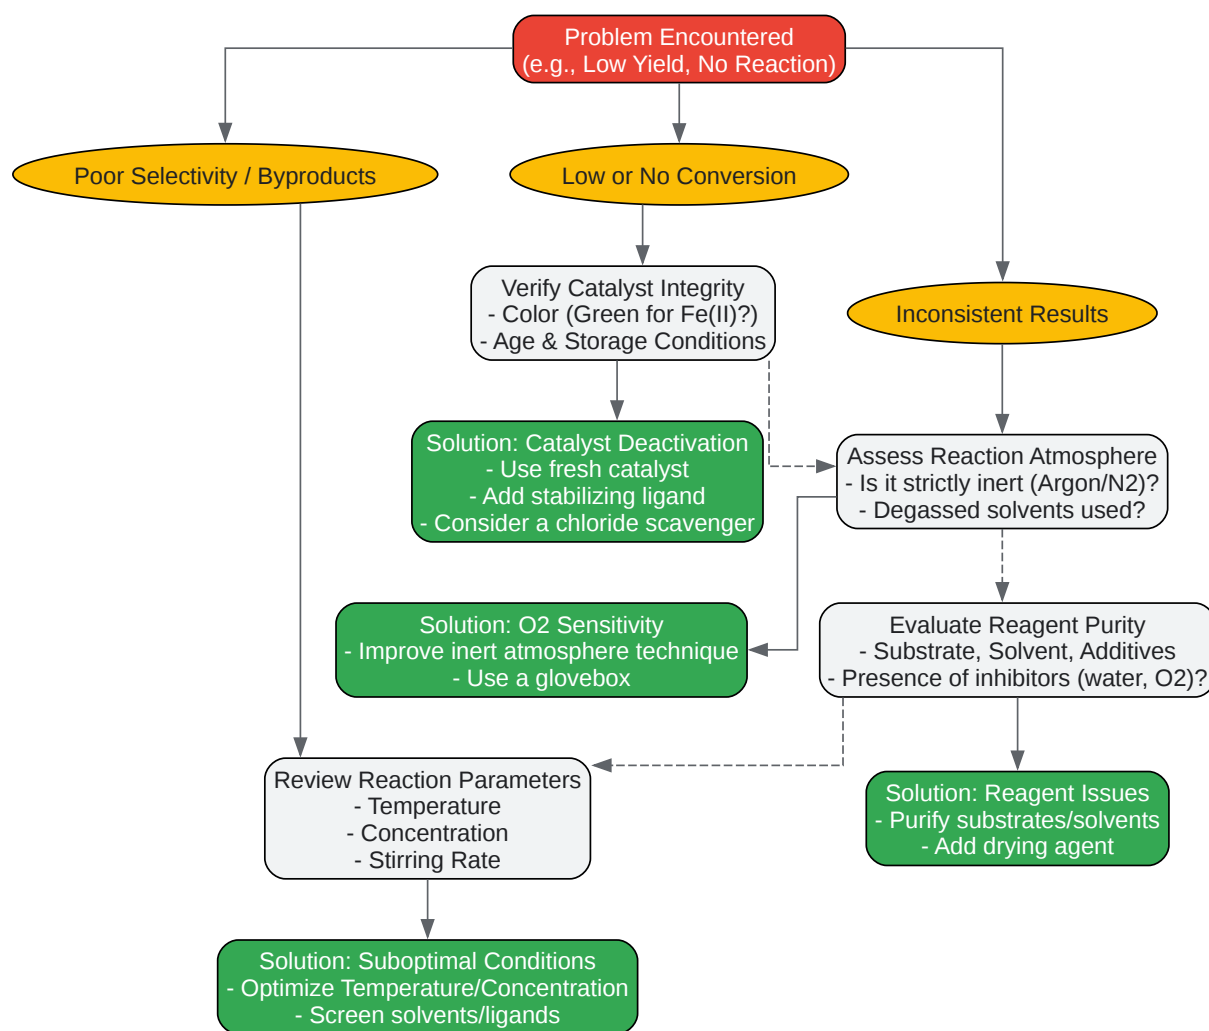 Problem Encountered
(e.g., Low Yield, No Reaction)
Poor Selectivity / Byproducts
Low or No Conversion
Verify Catalyst Integrity
- Color (Green for Fe(II)?)
- Age & Storage Conditions
Inconsistent Results
Solution: Catalyst Deactivation
- Use fresh catalyst
- Add stabilizing ligand
- Consider a chloride scavenger
Assess Reaction Atmosphere
- Is it strictly inert (Argon/N2)?
- Degassed solvents used?
Solution: O2 Sensitivity
- Improve inert atmosphere technique
- Use a glovebox
Evaluate Reagent Purity
- Substrate, Solvent, Additives
- Presence of inhibitors (water, O2)?
Review Reaction Parameters
- Temperature
- Concentration
- Stirring Rate
Solution: Reagent Issues
- Purify substrates/solvents
- Add drying agent
Solution: Suboptimal Conditions
- Optimize Temperature/Concentration
- Screen solvents/ligands